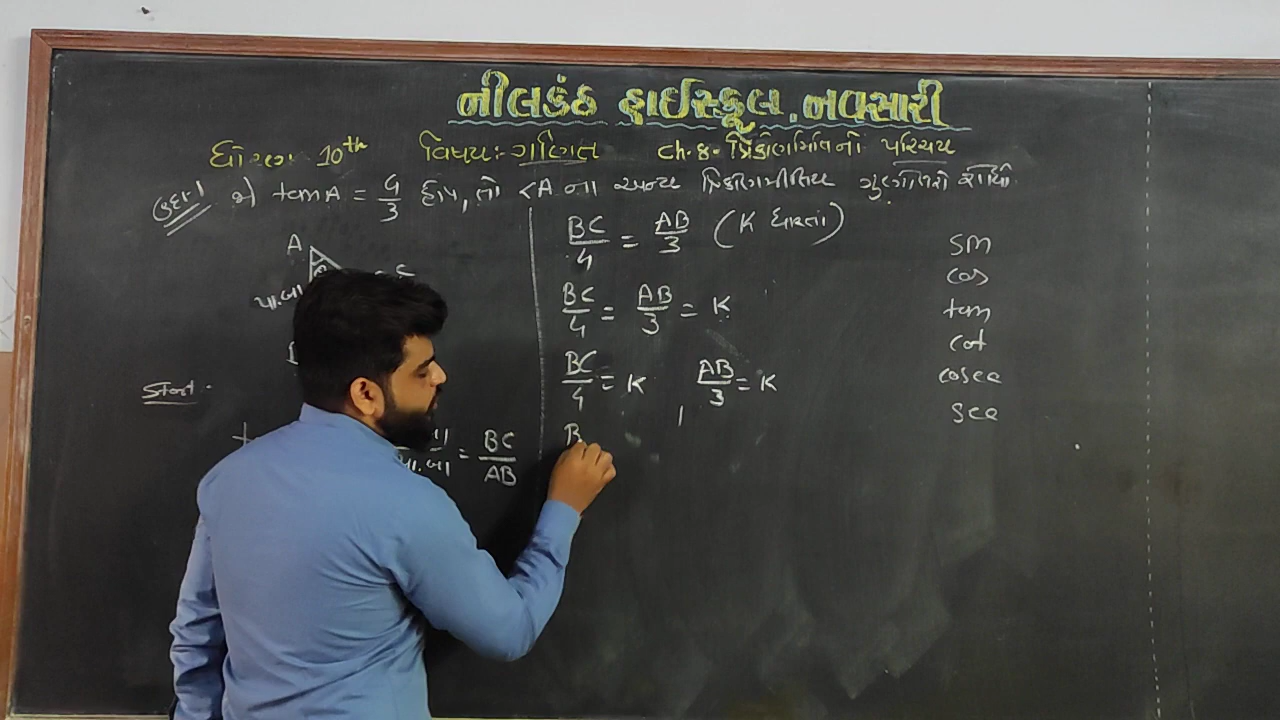 નીલકંઠ હાઈસ્કૂલ, નવસારી
ધોરણ 10th વિષય:- ગણિત Ch.8- ત્રિકોણમિતિનો પરિચય
ઉદા-1 જો tan A = 4/3 હોય, તો <A ના અન્ય ત્રિકોણમિતિય ગુણોત્તરો શોધો
A
C
પા.બા
જવાબ
પા.બા = BC/AB
BC/4 = AB/3 (K ધારતા)
BC/4 = AB/3 = K
BC/4 = K AB/3 = K
B
sin
cos
tan
cot
cosec
sec